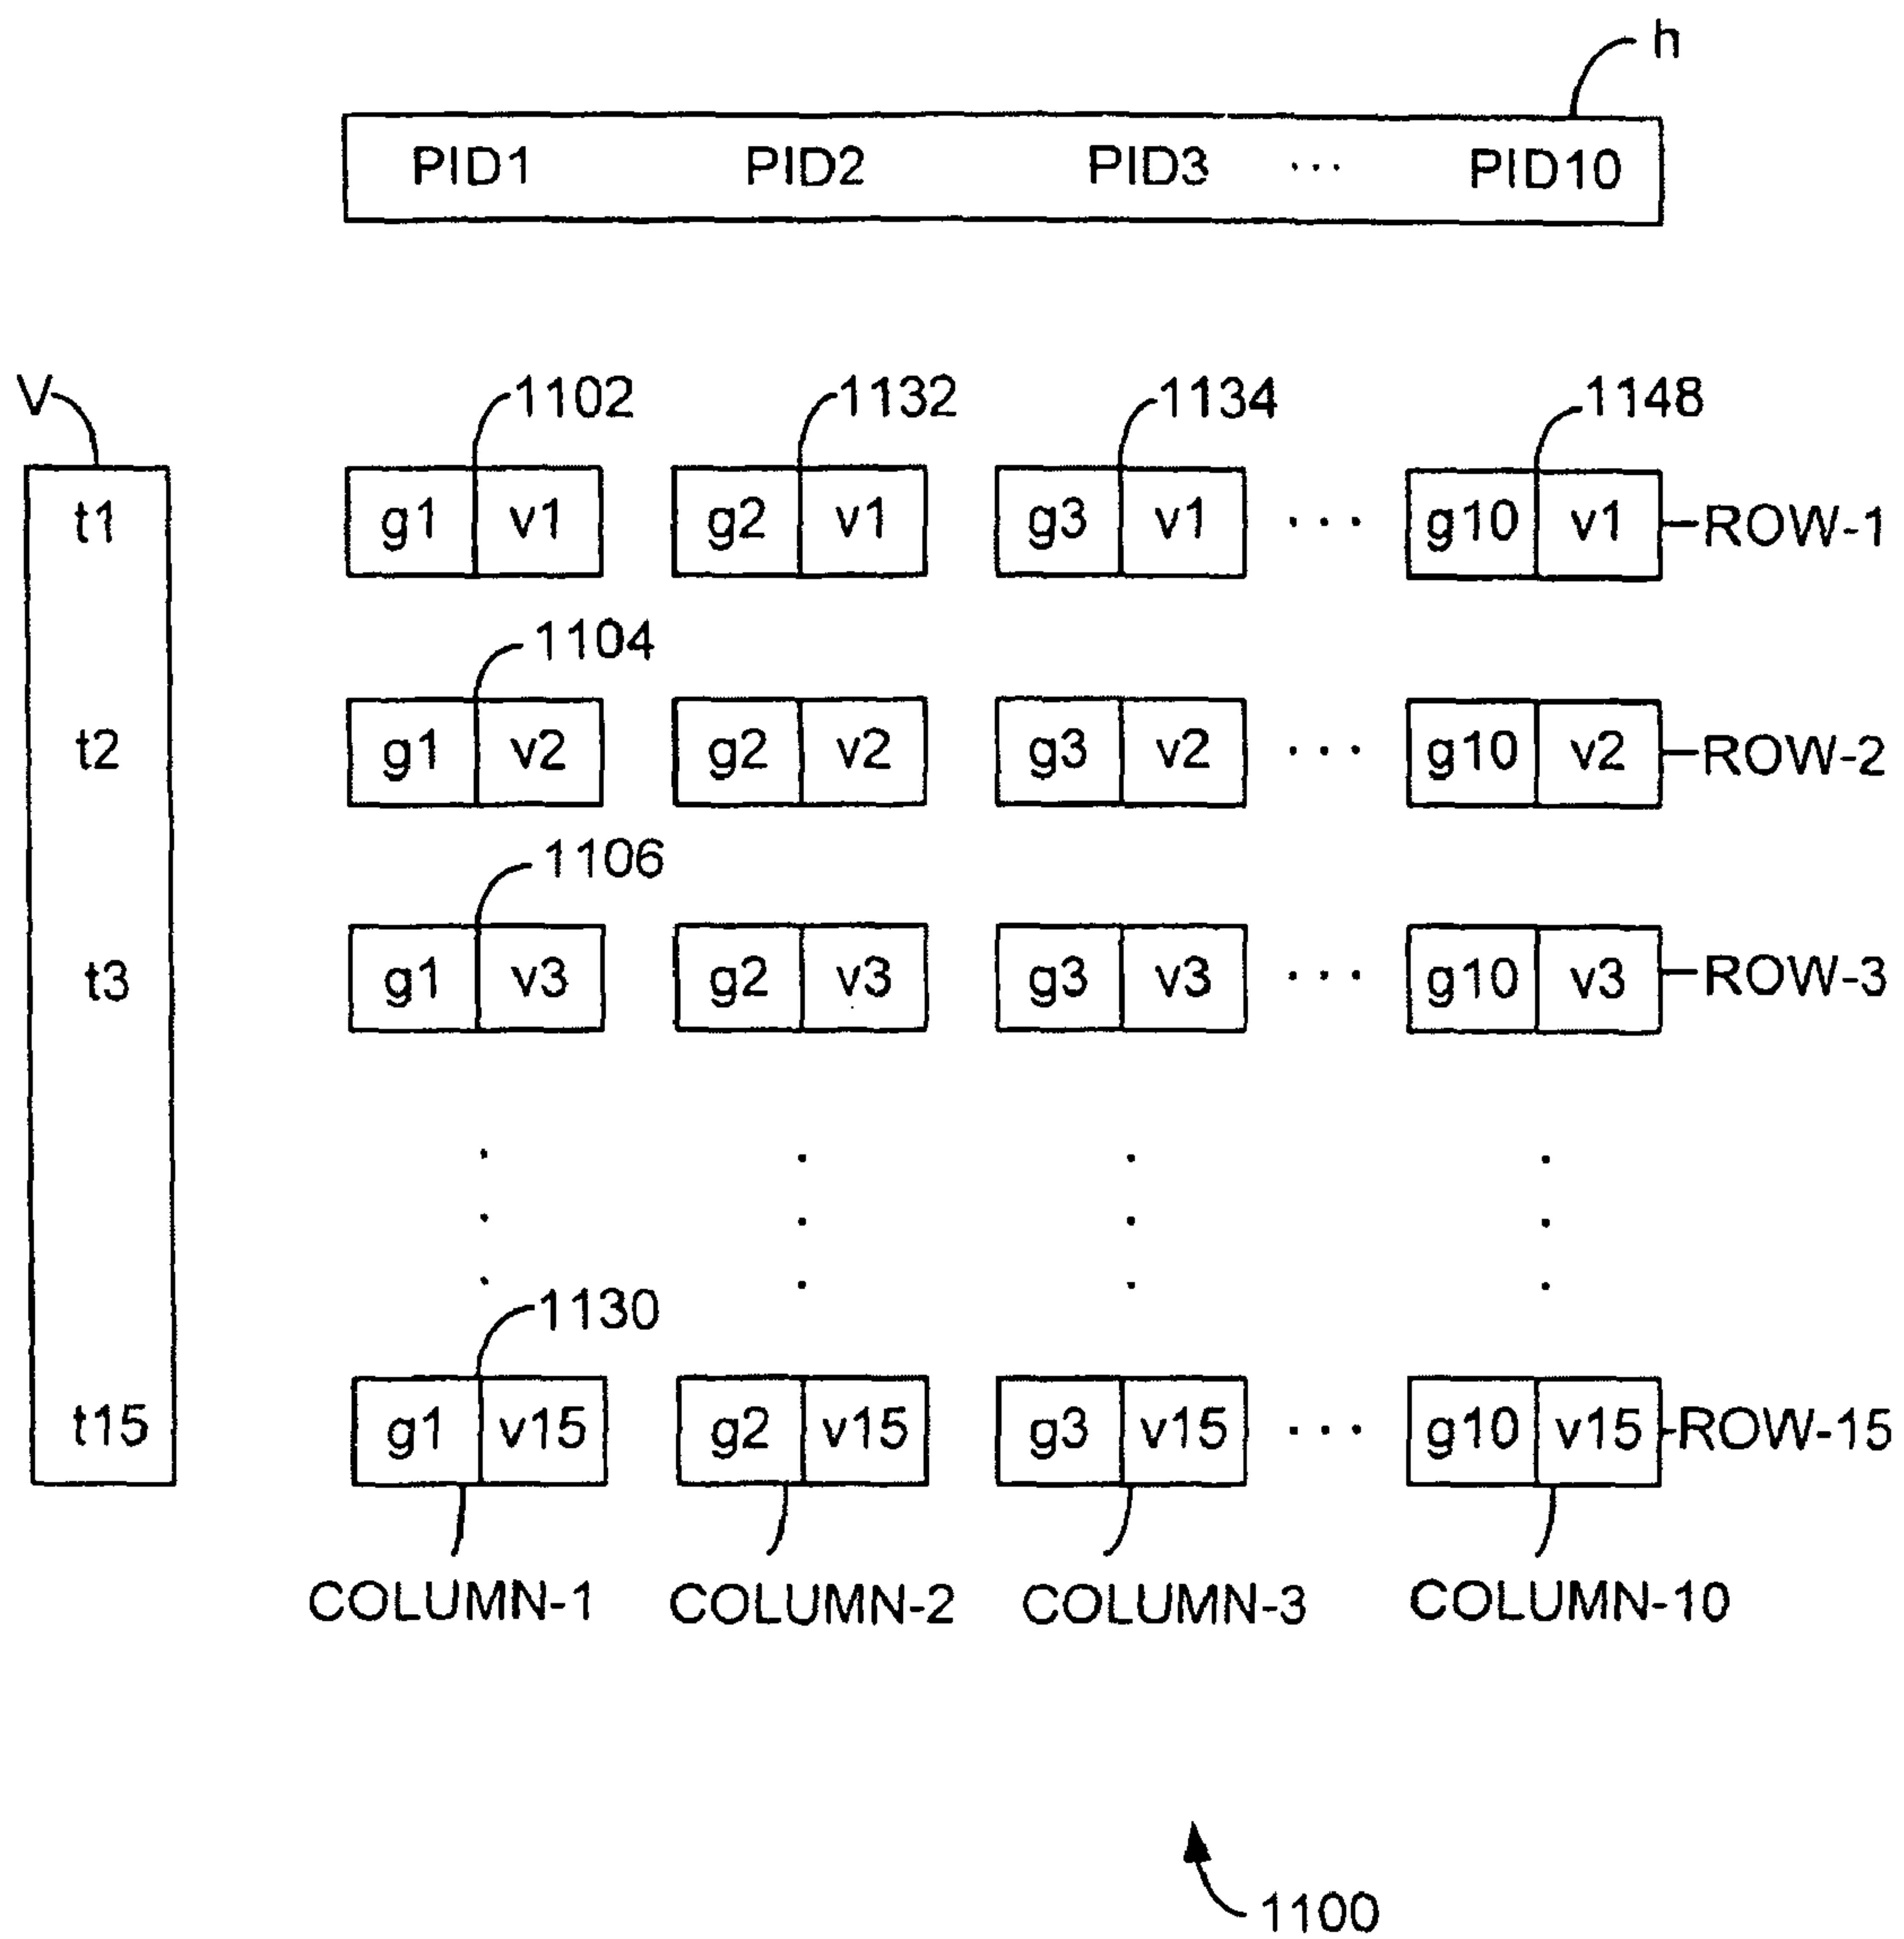 h
PID1 PID2 PID3 ... PID10
V 1102 1132 1134 1148
t1 g1 v1 g2 v1 g3 v1 ... g10 v1 ROW-1
1104
t2 g1 v2 g2 v2 g3 v2 ... g10 v2 ROW-2
1106
t3 g1 v3 g2 v3 g3 v3 ... g10 v3 ROW-3
1130
t15 g1 v15 g2 v15 g3 v15 ... g10 v15 ROW-15
COLUMN-1 COLUMN-2 COLUMN-3 COLUMN-10
1100